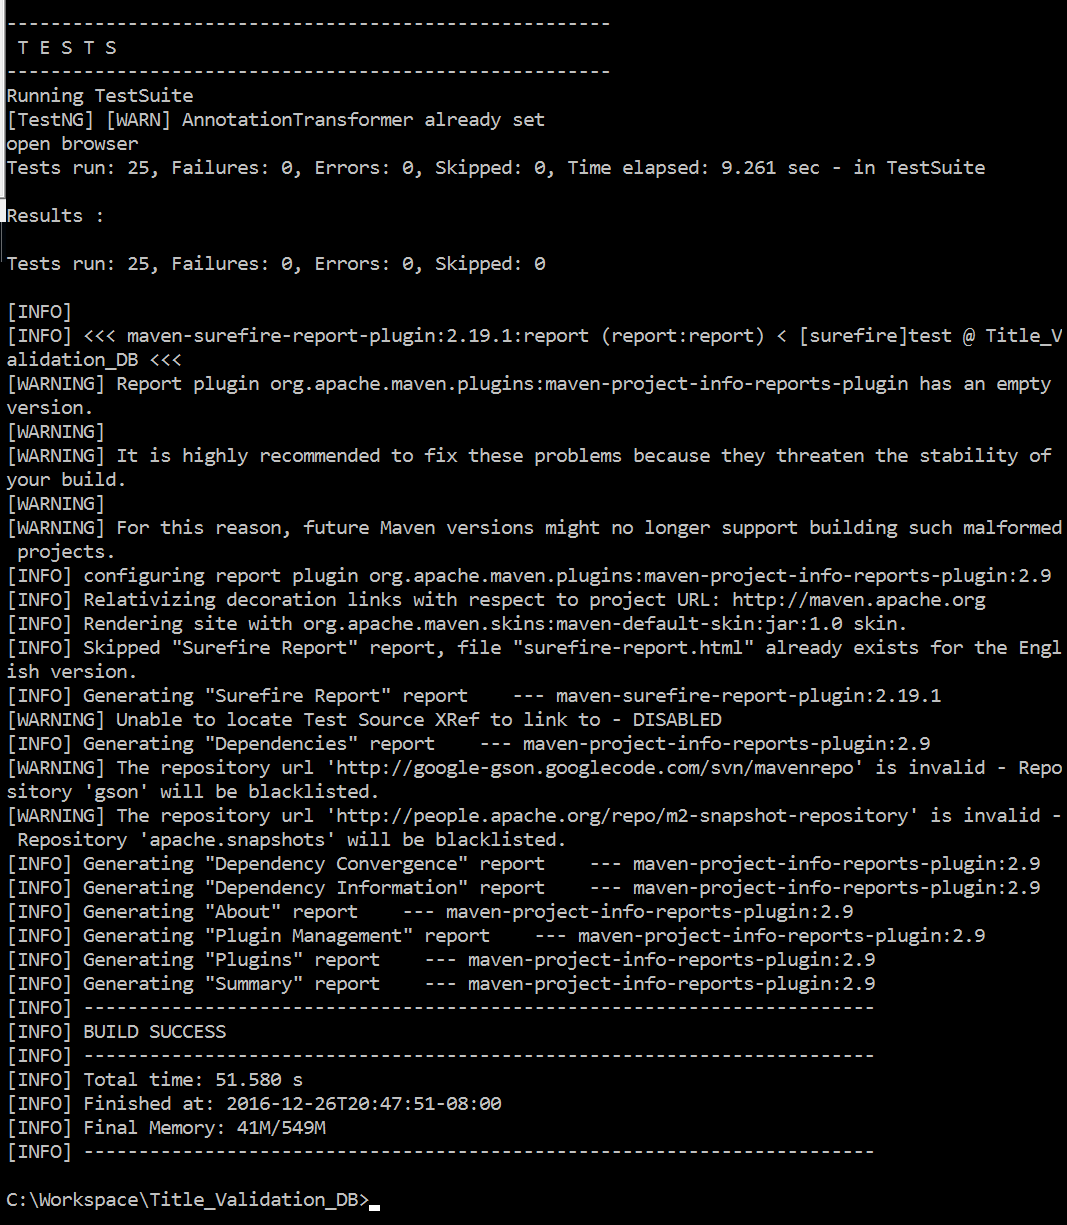 -------------------------------------------------------
 T E S T S
-------------------------------------------------------
Running TestSuite
[TestNG] [WARN] AnnotationTransformer already set
open browser
Tests run: 25, Failures: 0, Errors: 0, Skipped: 0, Time elapsed: 9.261 sec - in TestSuite
Results :
Tests run: 25, Failures: 0, Errors: 0, Skipped: 0
[INFO]
[INFO] <<< maven-surefire-report-plugin:2.19.1:report (report:report) < [surefire]test @ Title_V
alidation_DB <<<
[WARNING] Report plugin org.apache.maven.plugins:maven-project-info-reports-plugin has an empty
version.
[WARNING]
[WARNING] It is highly recommended to fix these problems because they threaten the stability of
your build.
[WARNING]
[WARNING] For this reason, future Maven versions might no longer support building such malformed
 projects.
[INFO] configuring report plugin org.apache.maven.plugins:maven-project-info-reports-plugin:2.9
[INFO] Relativizing decoration links with respect to project URL: http://maven.apache.org
[INFO] Rendering site with org.apache.maven.skins:maven-default-skin:jar:1.0 skin.
[INFO] Skipped "Surefire Report" report, file "surefire-report.html" already exists for the Engl
ish version.
[INFO] Generating "Surefire Report" report    --- maven-surefire-report-plugin:2.19.1
[WARNING] Unable to locate Test Source XRef to link to - DISABLED
[INFO] Generating "Dependencies" report    --- maven-project-info-reports-plugin:2.9
[WARNING] The repository url 'http://google-gson.googlecode.com/svn/mavenrepo' is invalid - Repo
sitory 'gson' will be blacklisted.
[WARNING] The repository url 'http://people.apache.org/repo/m2-snapshot-repository' is invalid -
 Repository 'apache.snapshots' will be blacklisted.
[INFO] Generating "Dependency Convergence" report    --- maven-project-info-reports-plugin:2.9
[INFO] Generating "Dependency Information" report    --- maven-project-info-reports-plugin:2.9
[INFO] Generating "About" report    --- maven-project-info-reports-plugin:2.9
[INFO] Generating "Plugin Management" report    --- maven-project-info-reports-plugin:2.9
[INFO] Generating "Plugins" report    --- maven-project-info-reports-plugin:2.9
[INFO] Generating "Summary" report    --- maven-project-info-reports-plugin:2.9
[INFO] ------------------------------------------------------------------------
[INFO] BUILD SUCCESS
[INFO] ------------------------------------------------------------------------
[INFO] Total time: 51.580 s
[INFO] Finished at: 2016-12-26T20:47:51-08:00
[INFO] Final Memory: 41M/549M
[INFO] ------------------------------------------------------------------------
C:\Workspace\Title_Validation_DB>